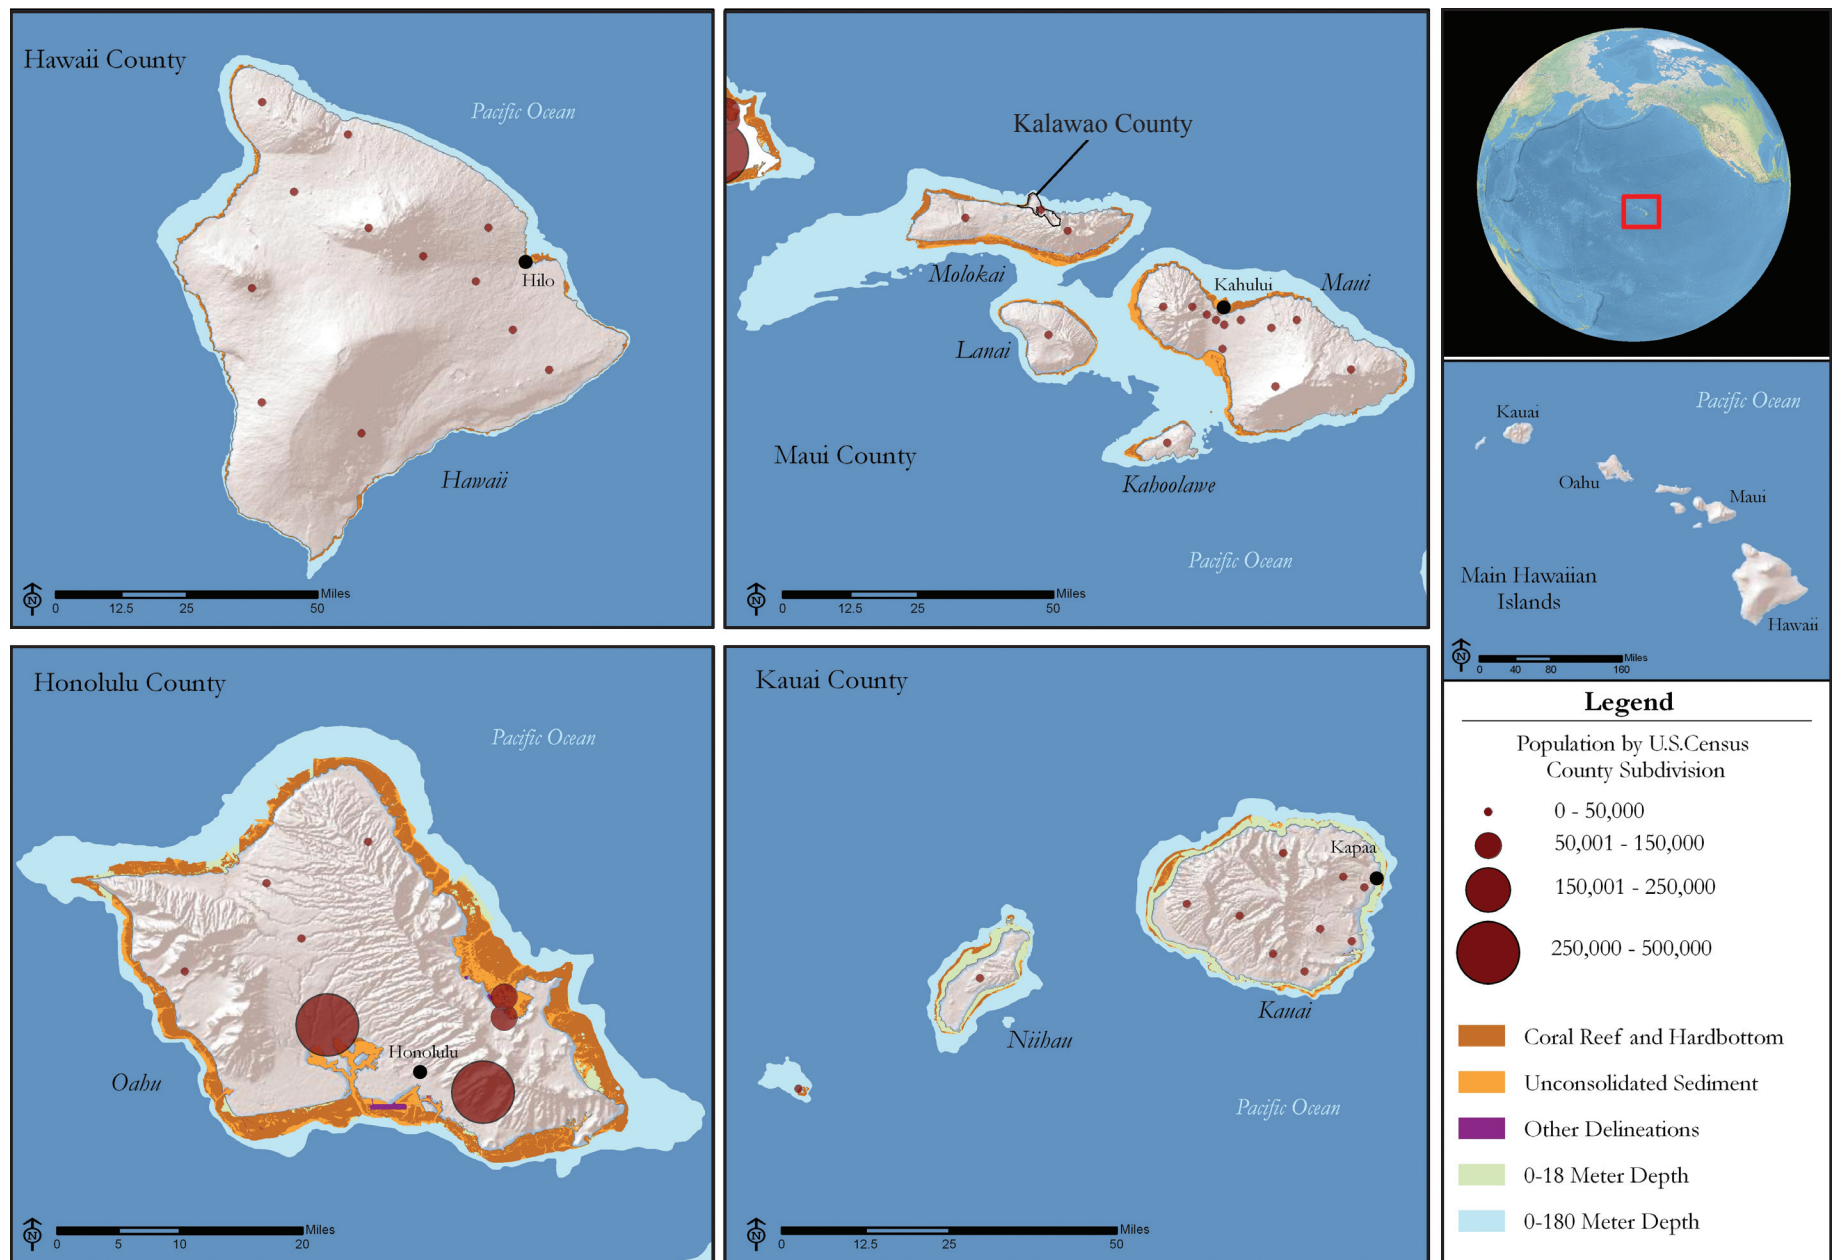 Hawaii County
Pacific Ocean
Hilo
Hawaii
N
Miles
0 12.5 25 50
Kalawao County
Molokai
Kahului
Maui
Lanai
Maui County
Kahoolawe
Pacific Ocean
N
Miles
0 12.5 25 50
Pacific Ocean
Kauai
Oahu
Maui
Main Hawaiian
Islands
Hawaii
N
Miles
0 40 80 160
Honolulu County
Pacific Ocean
Honolulu
Oahu
N
Miles
0 5 10 20
Kauai County
Kapaa
Kauai
Niihau
Pacific Ocean
N
Miles
0 12.5 25 50
Legend
Population by U.S.Census
County Subdivision
0 - 50,000
50,001 - 150,000
150,001 - 250,000
250,000 - 500,000
Coral Reef and Hardbottom
Unconsolidated Sediment
Other Delineations
0-18 Meter Depth
0-180 Meter Depth